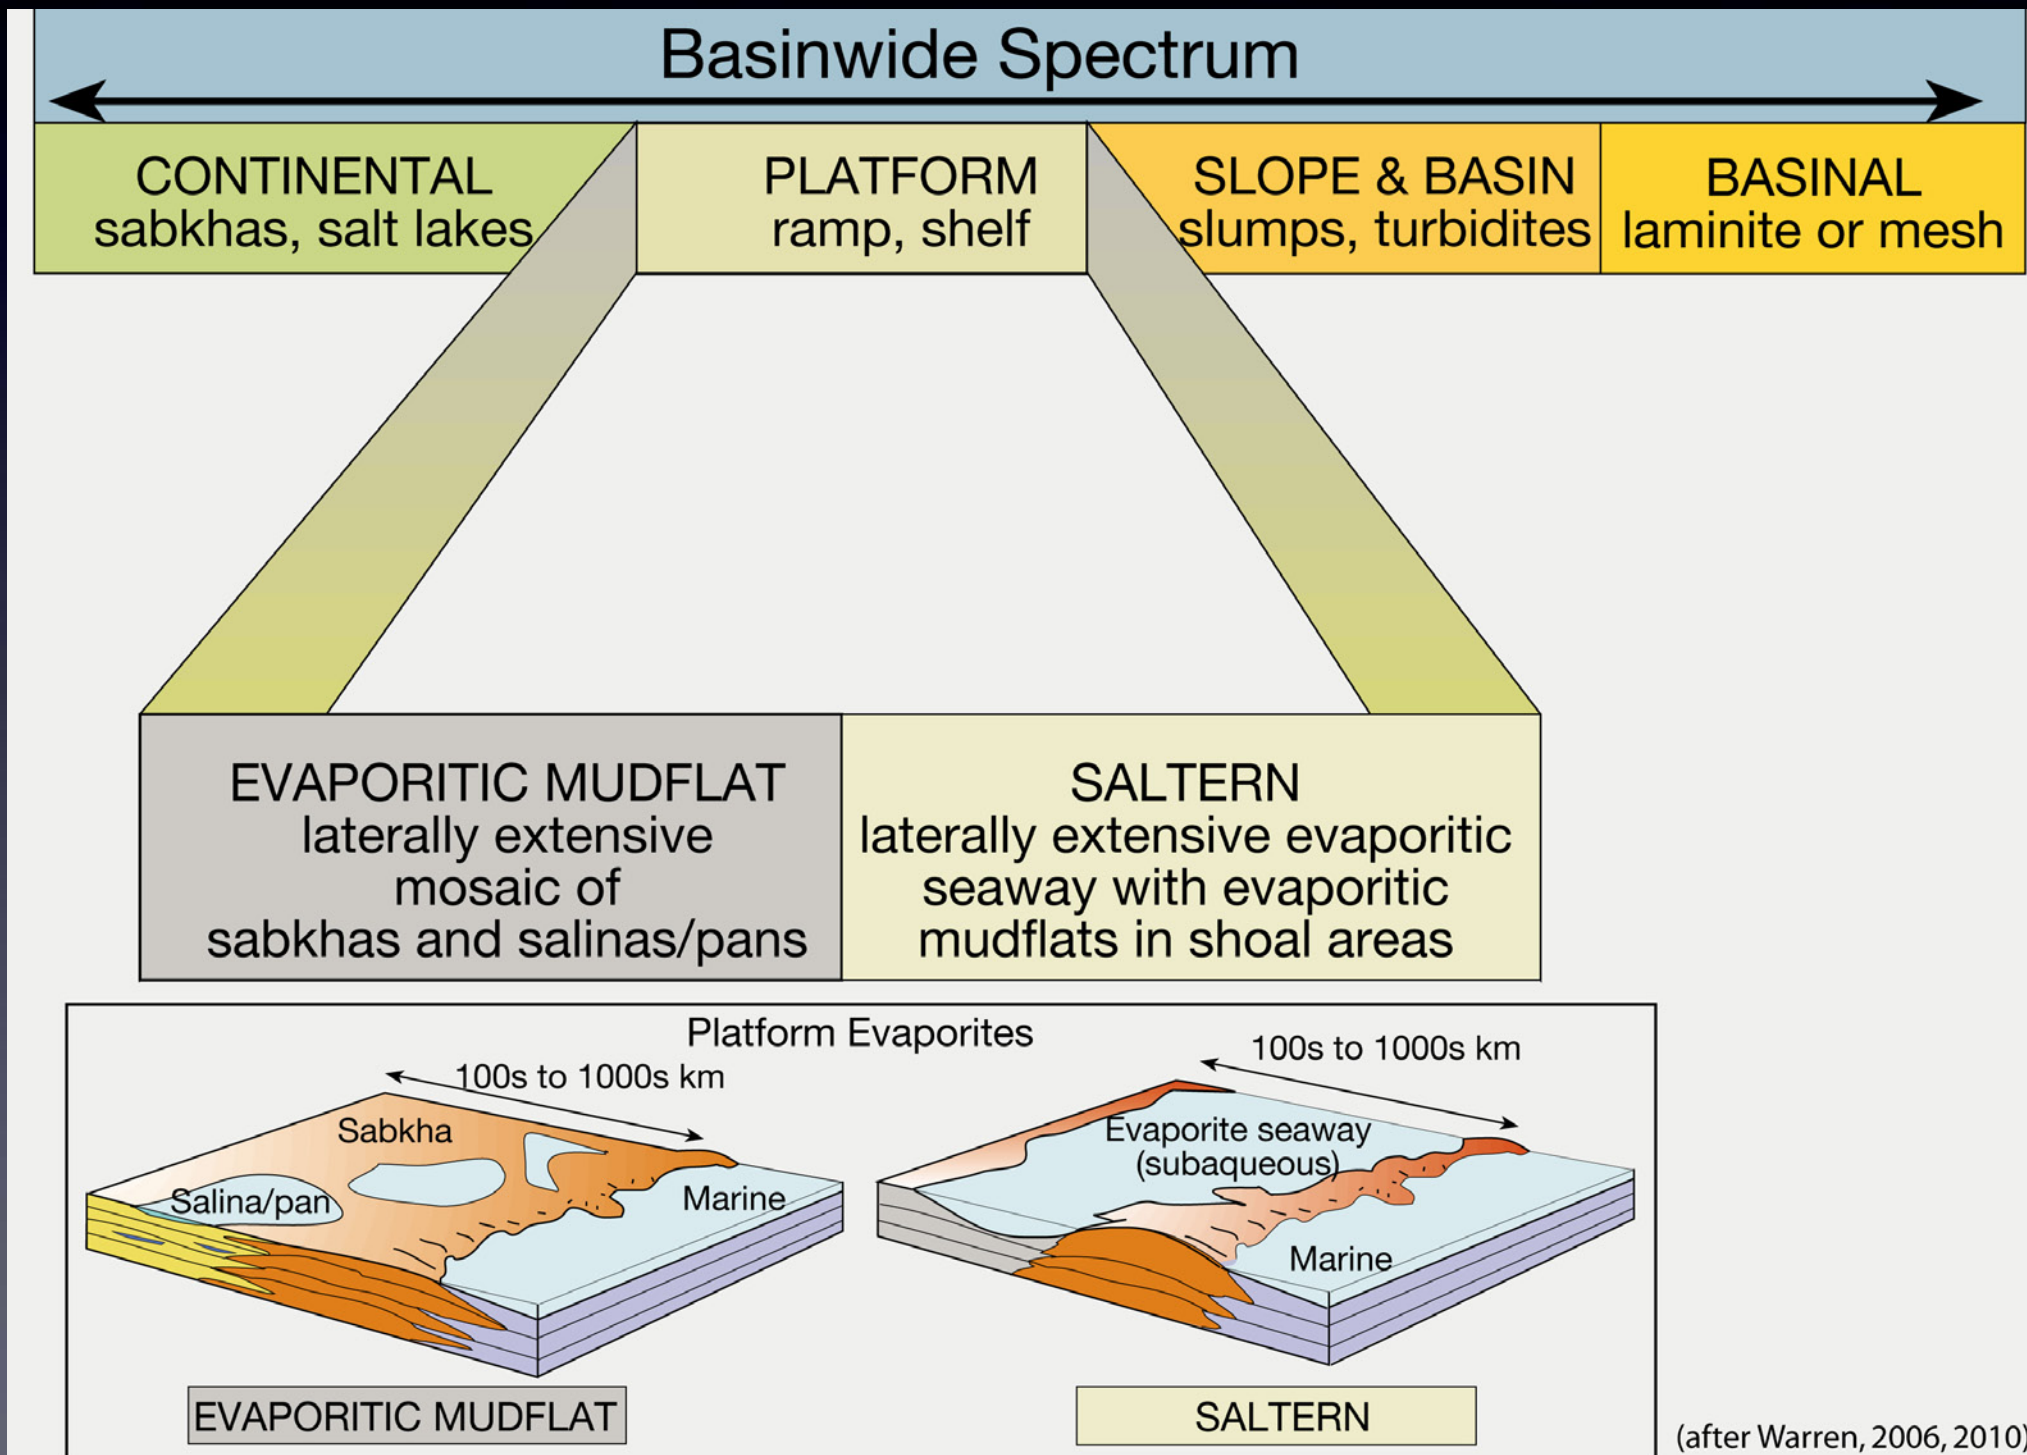 Basinwide Spectrum
CONTINENTAL
sabkhas, salt lakes
PLATFORM
ramp, shelf
SLOPE & BASIN
slumps, turbidites
BASINAL
laminite or mesh
EVAPORITIC MUDFLAT
laterally extensive
mosaic of
sabkhas and salinas/pans
SALTERN
laterally extensive evaporitic
seaway with evaporitic
mudflats in shoal areas
Platform Evaporites
100s to 1000s km
Sabkha
Salina/pan
Marine
EVAPORITIC MUDFLAT
100s to 1000s km
Evaporite seaway
(subaqueous)
Marine
SALTERN
(after Warren, 2006, 2010)